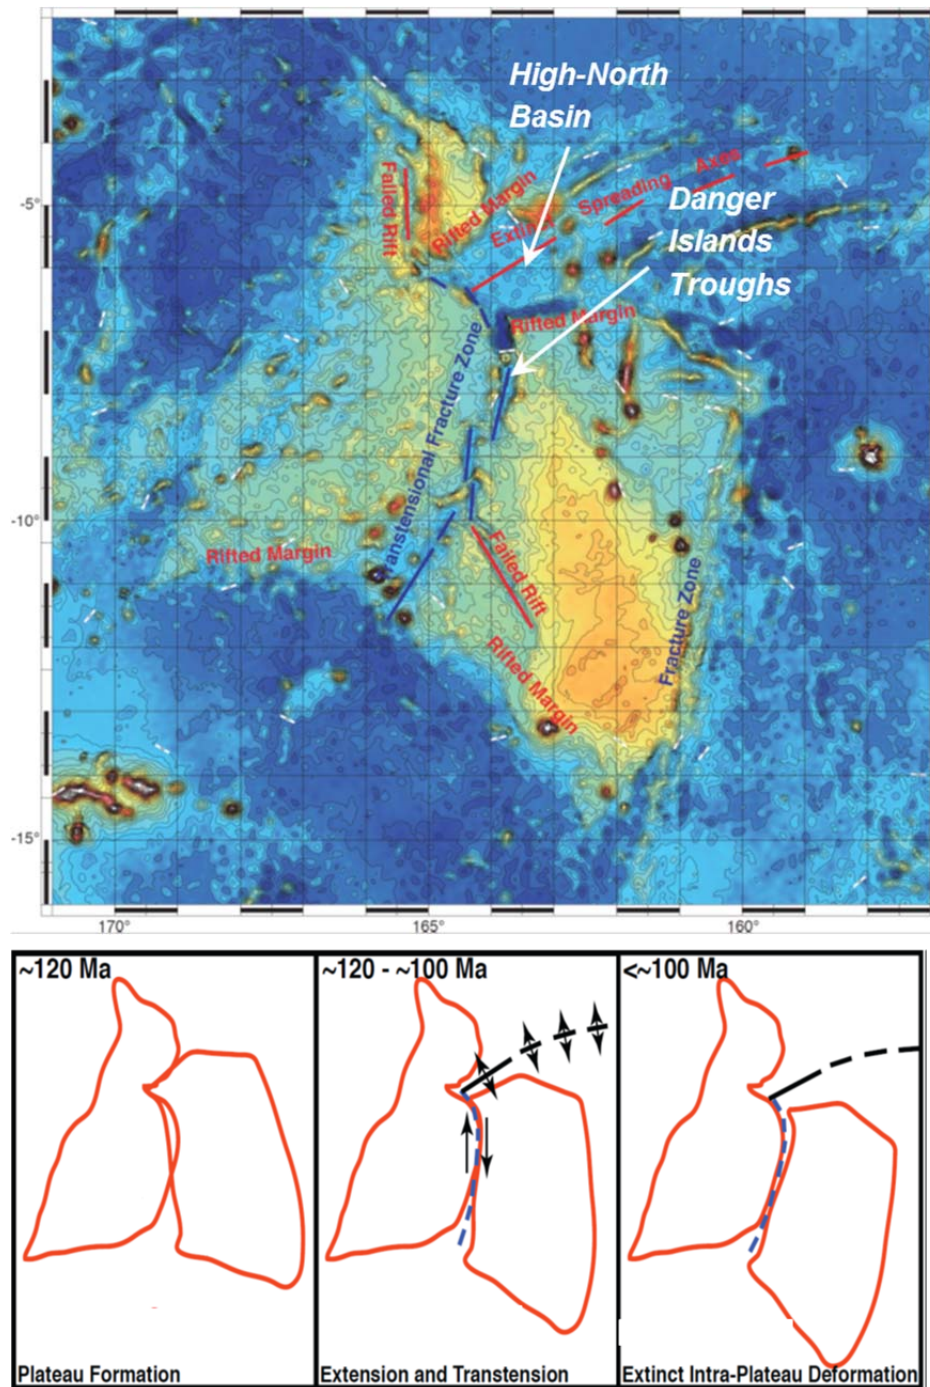 High-North
Basin
Failed Rift
Rifted Margin
Extinct
Spreading
Axes
Danger
Islands
Troughs
-5°
Rifted Margin
Transtensional Fracture Zone
-10°
Rifted Margin
Failed Rift
Rifted Margin
Fracture Zone
-15°
170°
165°
160°
~120 Ma
~120 - ~100 Ma
<~100 Ma
Plateau Formation
Extension and Transtension
Extinct Intra-Plateau Deformation